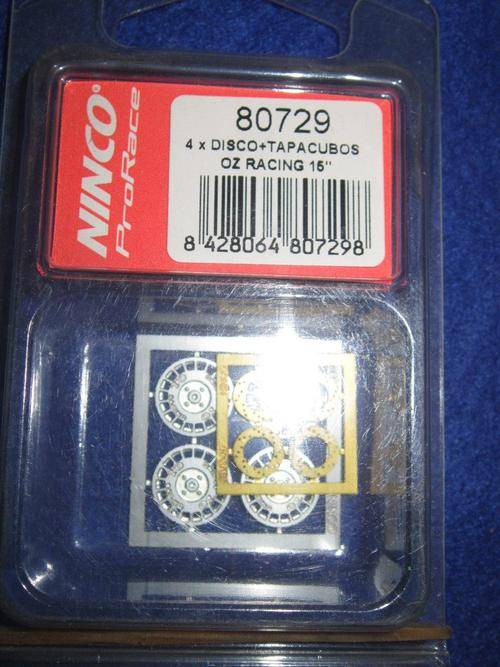 NINCO
ProRace
80729
4 x DISCO+TAPACUBOS
OZ RACING 15"
8 428064 807298